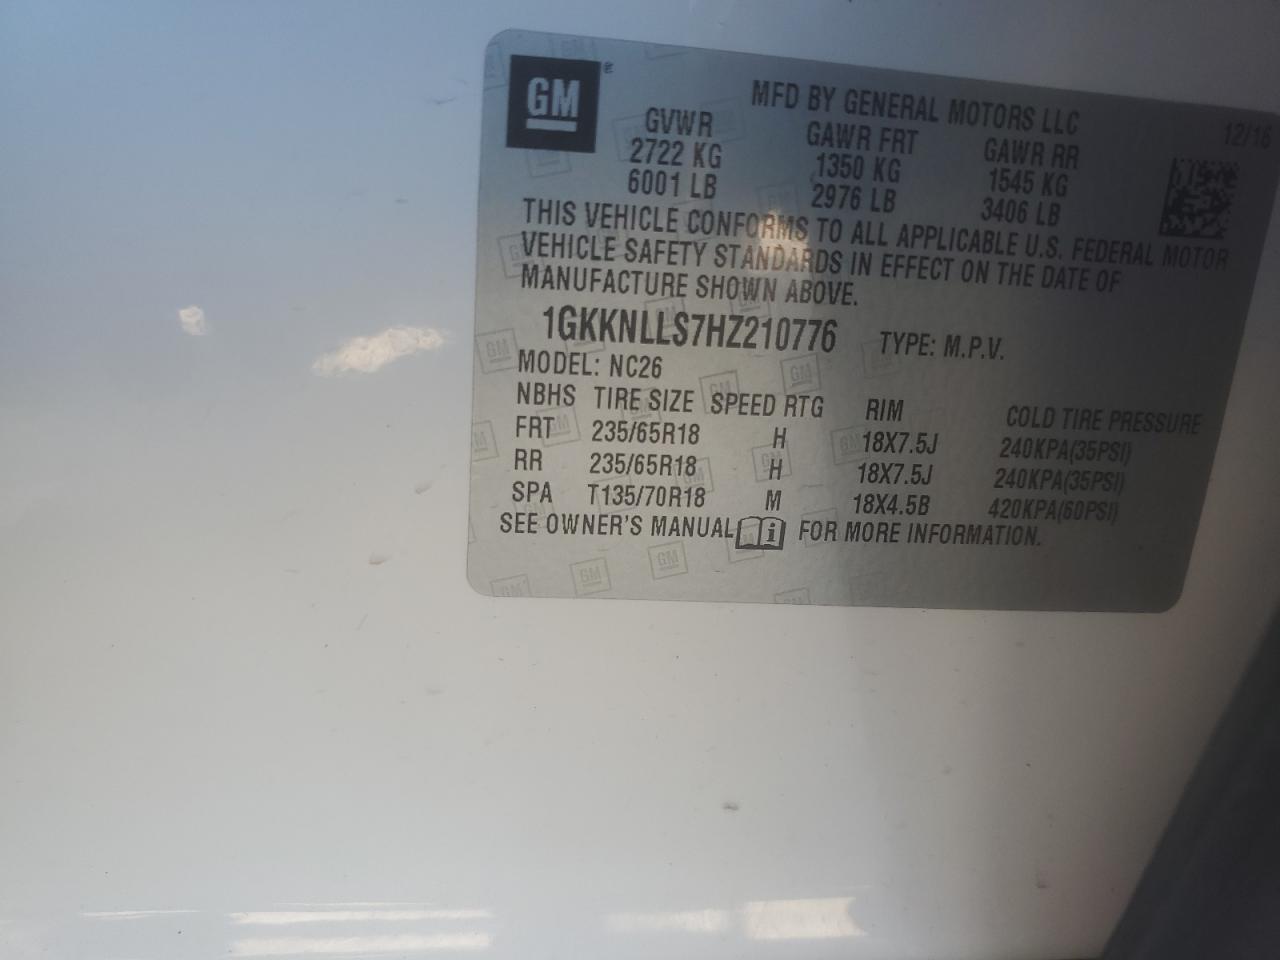 GM
MFD BY GENERAL MOTORS LLC
12/16
GVWR GAWR FRT GAWR RR
2722 KG 1350 KG 1545 KG
6001 LB 2976 LB 3406 LB
THIS VEHICLE CONFORMS TO ALL APPLICABLE U.S. FEDERAL MOTOR
VEHICLE SAFETY STANDARDS IN EFFECT ON THE DATE OF
MANUFACTURE SHOWN ABOVE.
1GKKNLLS7HZ210776 TYPE: M.P.V.
MODEL: NC26
NBHS TIRE SIZE SPEED RTG RIM COLD TIRE PRESSURE
FRT 235/65R18 H 18X7.5J 240KPA(35PSI)
RR 235/65R18 H 18X7.5J 240KPA(35PSI)
SPA T135/70R18 M 18X4.5B 420KPA(60PSI)
SEE OWNER'S MANUAL i FOR MORE INFORMATION.